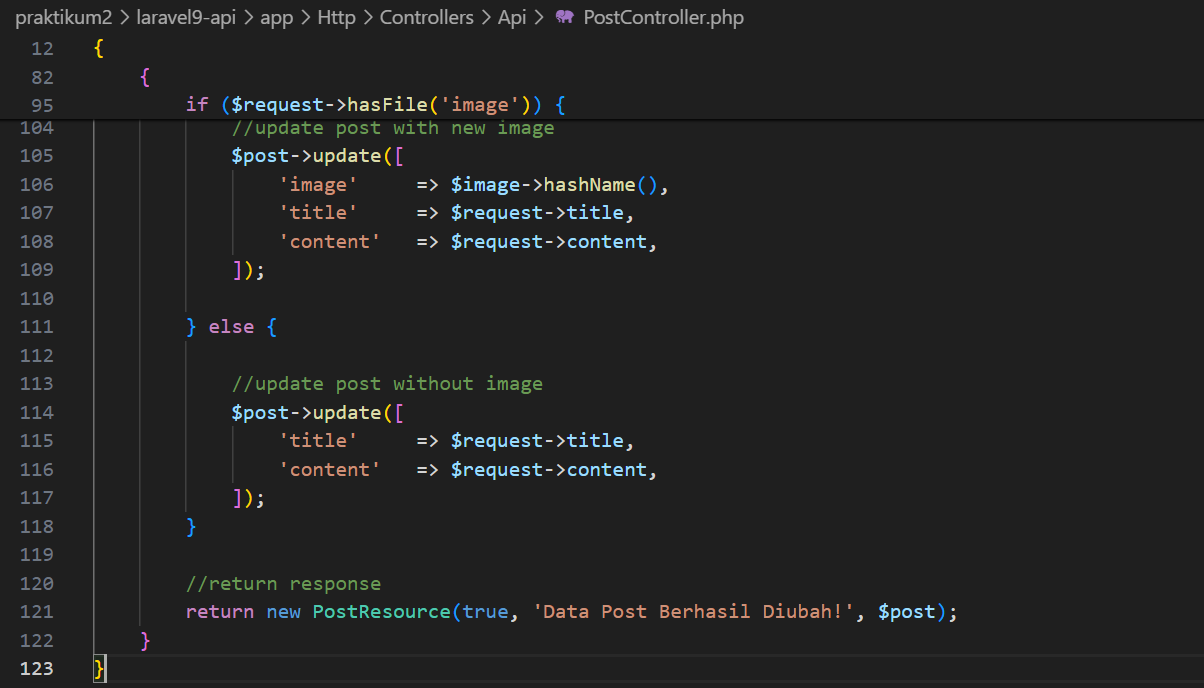 praktikum2 > laravel9-api > app > Http > Controllers > Api > PostController.php
12 {
82 {
95 if ($request->hasFile('image')) {
104 //update post with new image
105 $post->update([
106 'image' => $image->hashName(),
107 'title' => $request->title,
108 'content' => $request->content,
109 ]);
110
111 } else {
112
113 //update post without image
114 $post->update([
115 'title' => $request->title,
116 'content' => $request->content,
117 ]);
118 }
119
120 //return response
121 return new PostResource(true, 'Data Post Berhasil Diubah!', $post);
122 }
123 }